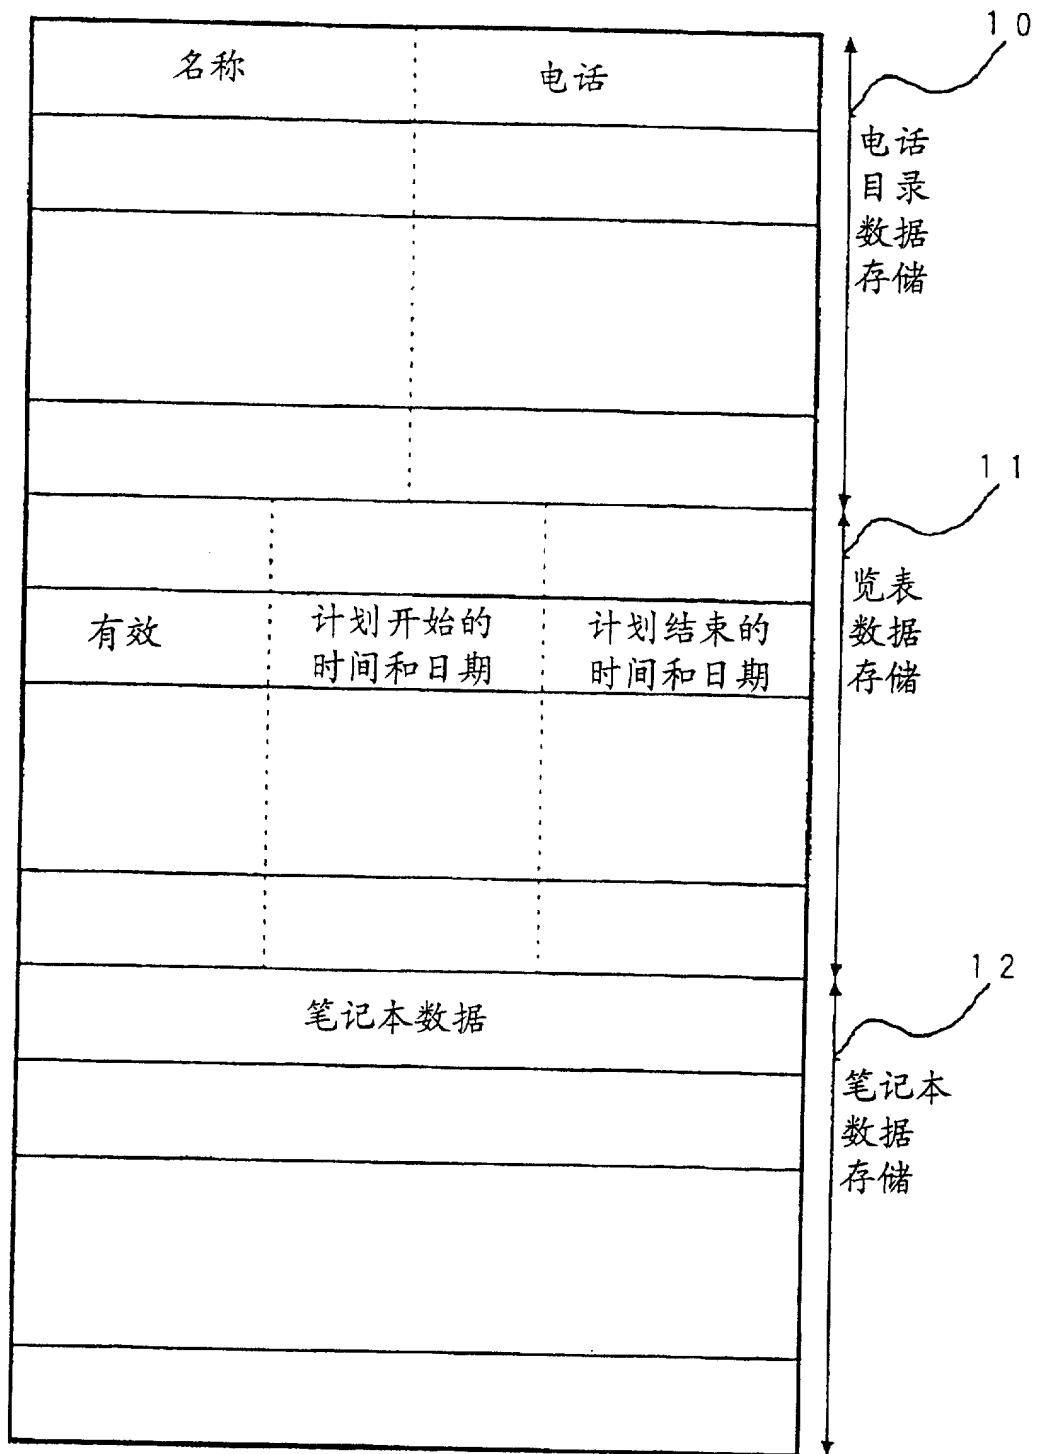 10
名称
电话
电话
目录
数据
存储
11
有效
计划开始的
时间和日期
计划结束的
时间和日期
览表
数据
存储
12
笔记本数据
笔记本
数据
存储